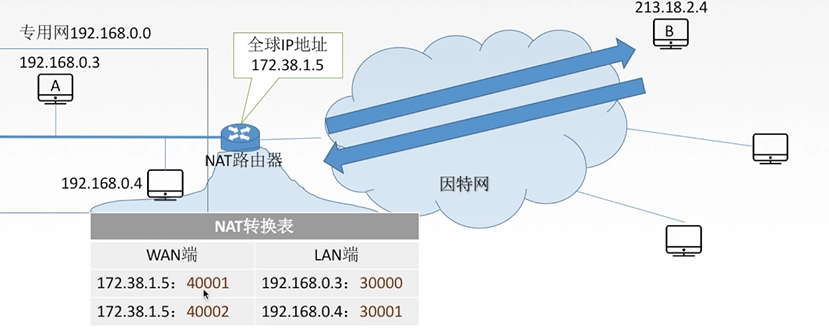 213.18.2.4
专用网192.168.0.0
全球IP地址
172.38.1.5
192.168.0.3
A
B
NAT路由器
192.168.0.4
因特网
NAT转换表
WAN端 LAN端
172.38.1.5：40001 192.168.0.3：30000
172.38.1.5：40002 192.168.0.4：30001